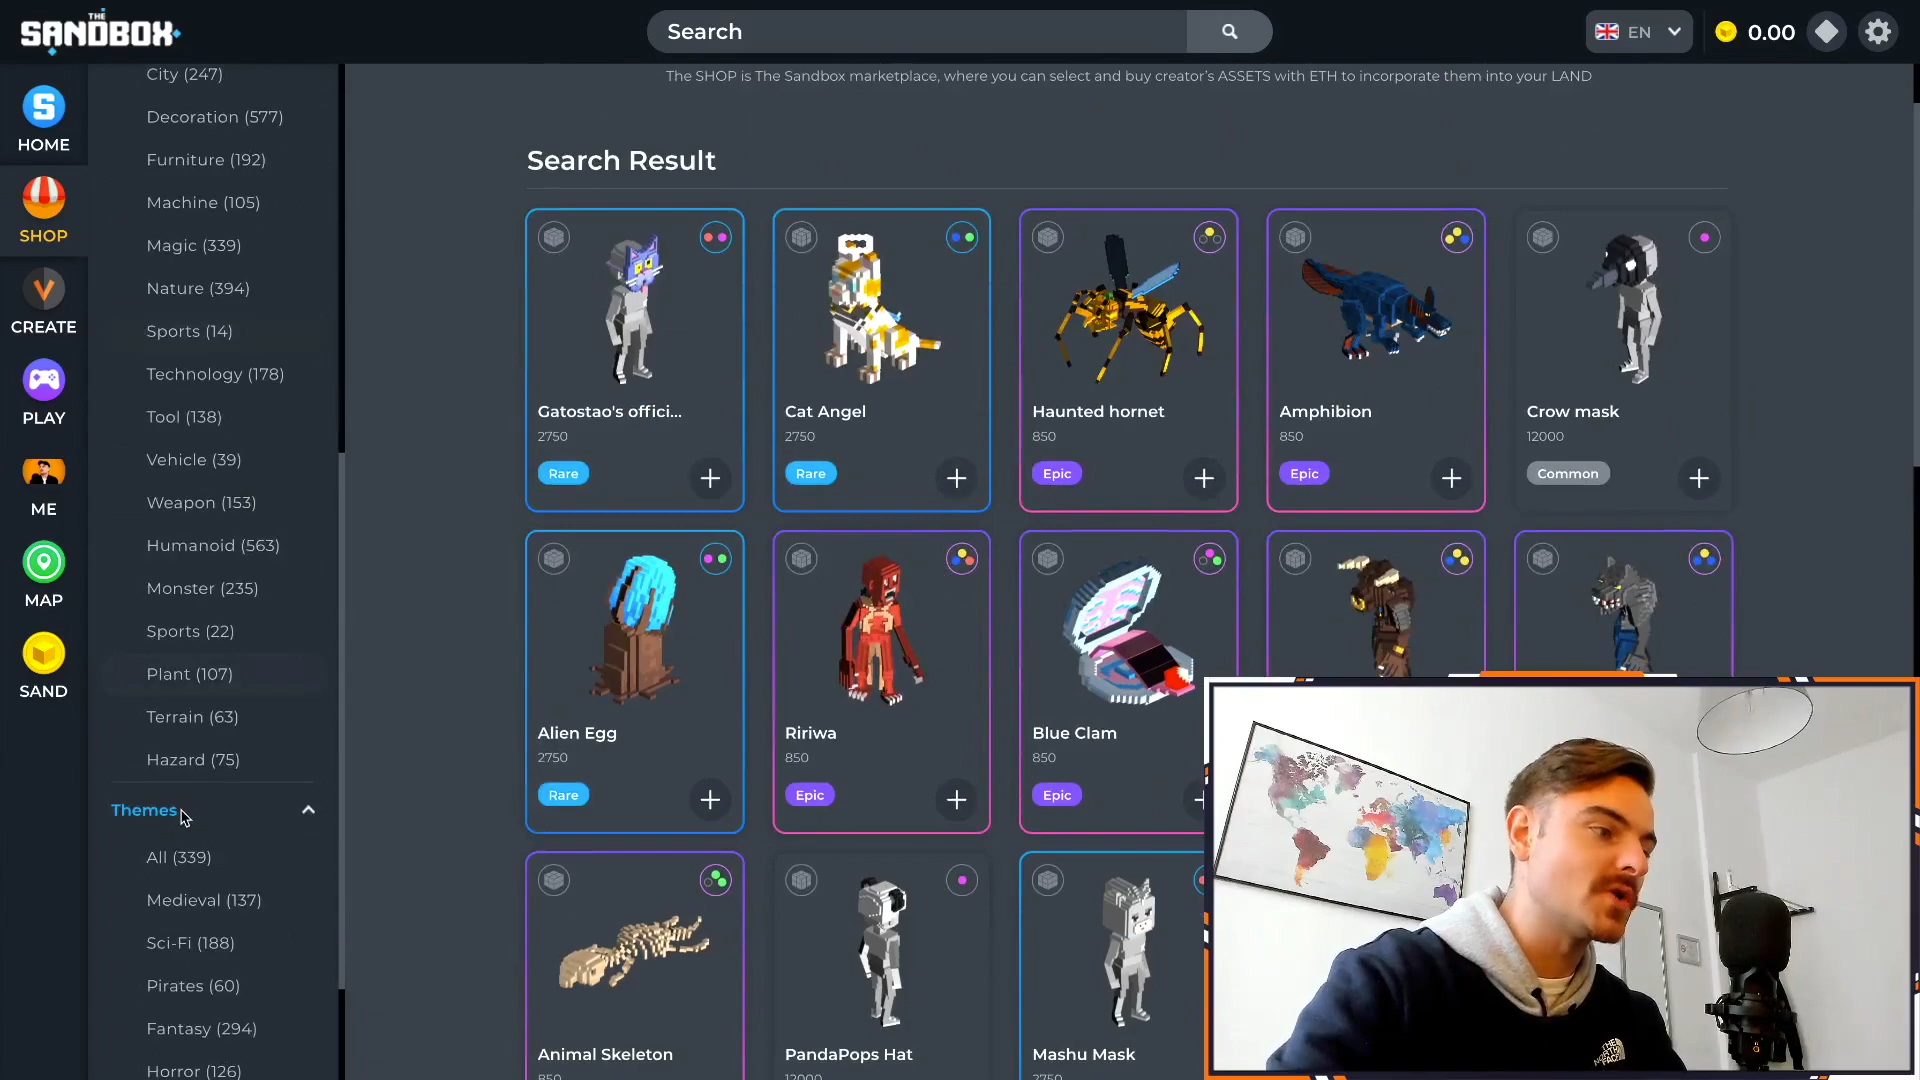 THE
SANDBOX
Search
EN
0.00
HOME
SHOP
CREATE
PLAY
ME
MAP
SAND
City (247)
Decoration (577)
Furniture (192)
Machine (105)
Magic (339)
Nature (394)
Sports (14)
Technology (178)
Tool (138)
Vehicle (39)
Weapon (153)
Humanoid (563)
Monster (235)
Sports (22)
Plant (107)
Terrain (63)
Hazard (75)
Themes
All (339)
Medieval (137)
Sci-Fi (188)
Pirates (60)
Fantasy (294)
Horror (126)
The SHOP is The Sandbox marketplace, where you can select and buy creator's ASSETS with ETH to incorporate them into your LAND
Search Result
Gatostao's offici...
2750
Rare
Cat Angel
2750
Rare
Haunted hornet
850
Epic
Amphibion
850
Epic
Crow mask
12000
Common
Alien Egg
2750
Rare
Ririwa
850
Epic
Blue Clam
850
Epic
Animal Skeleton
850
PandaPops Hat
12000
Mashu Mask
2750
THE
NORTH
FACE